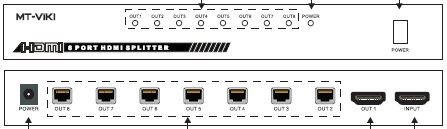 MT-VIKI
OUT1 OUT2 OUT3 OUT4 OUT5 OUT6 OUT7 OUT8 POWER
HDMI 8 PORT HDMI SPLITTER
POWER
POWER OUT 8 OUT 7 OUT 6 OUT 5 OUT 4 OUT 3 OUT 2 OUT 1 INPUT